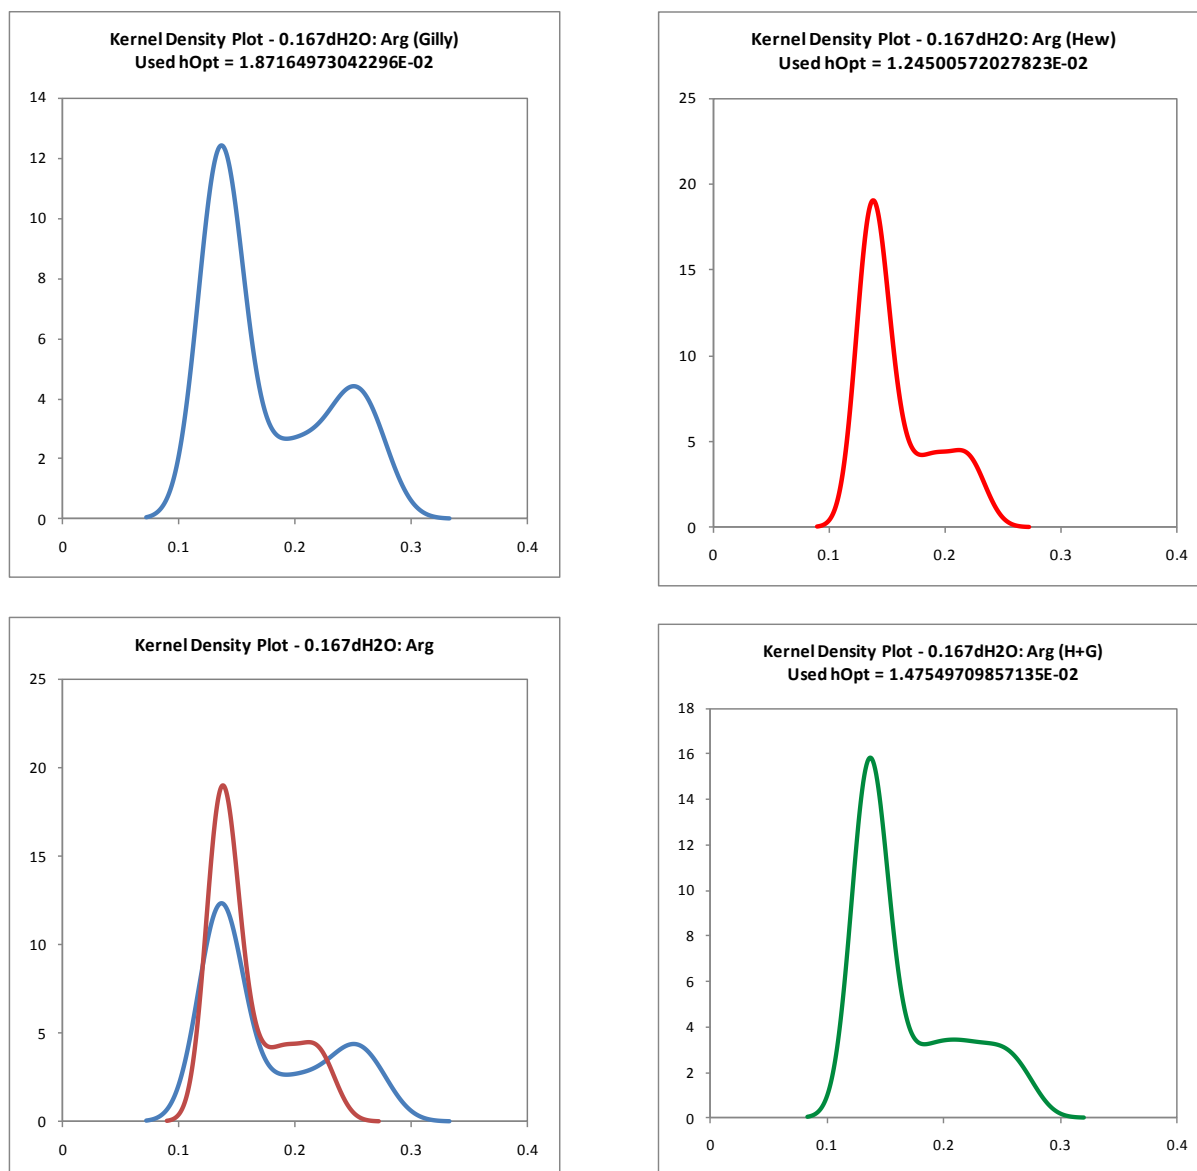 Kernel Density Plot - 0.167dH2O: Arg (Gilly)
Used hOpt = 1.87164973042296E-02
14
12
10
8
6
4
2
0
0 0.1 0.2 0.3 0.4
Kernel Density Plot - 0.167dH2O: Arg (Hew)
Used hOpt = 1.24500572027823E-02
25
20
15
10
5
0
0 0.1 0.2 0.3 0.4
Kernel Density Plot - 0.167dH2O: Arg
25
20
15
10
5
0
0 0.1 0.2 0.3 0.4
Kernel Density Plot - 0.167dH2O: Arg (H+G)
Used hOpt = 1.47549709857135E-02
18
16
14
12
10
8
6
4
2
0
0 0.1 0.2 0.3 0.4